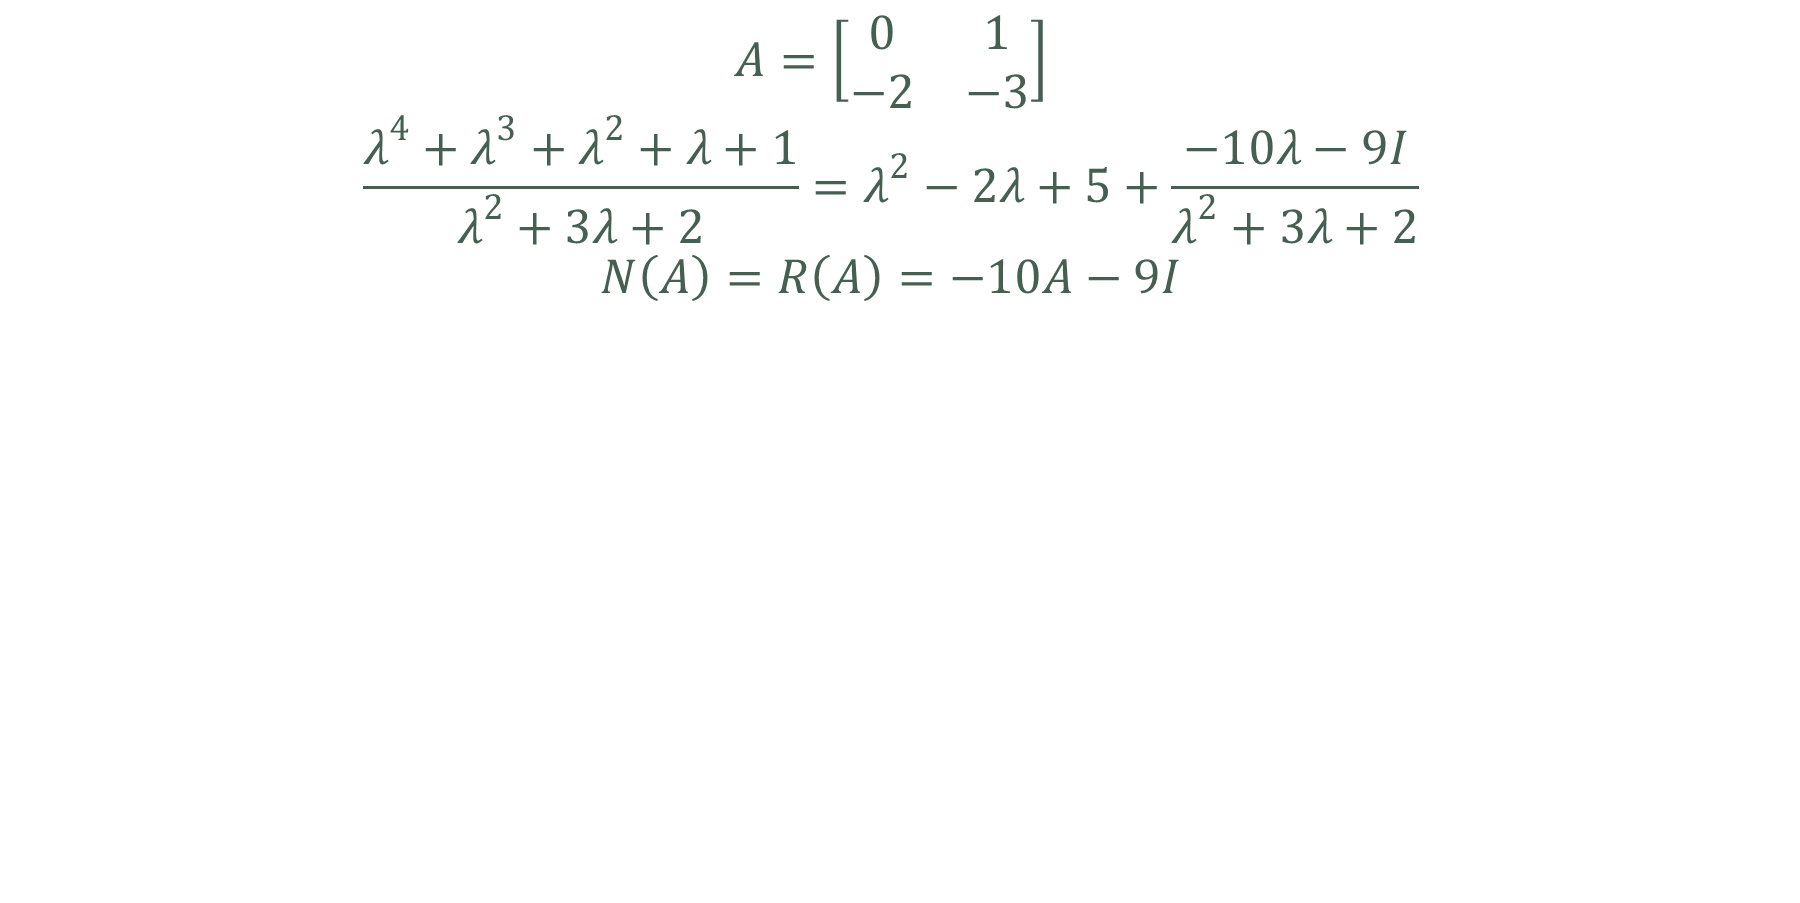 A = [0 1; −2 −3]
(λ⁴ + λ³ + λ² + λ + 1)/(λ² + 3λ + 2) = λ² − 2λ + 5 + (−10λ − 9I)/(λ² + 3λ + 2)
N(A) = R(A) = −10A − 9I